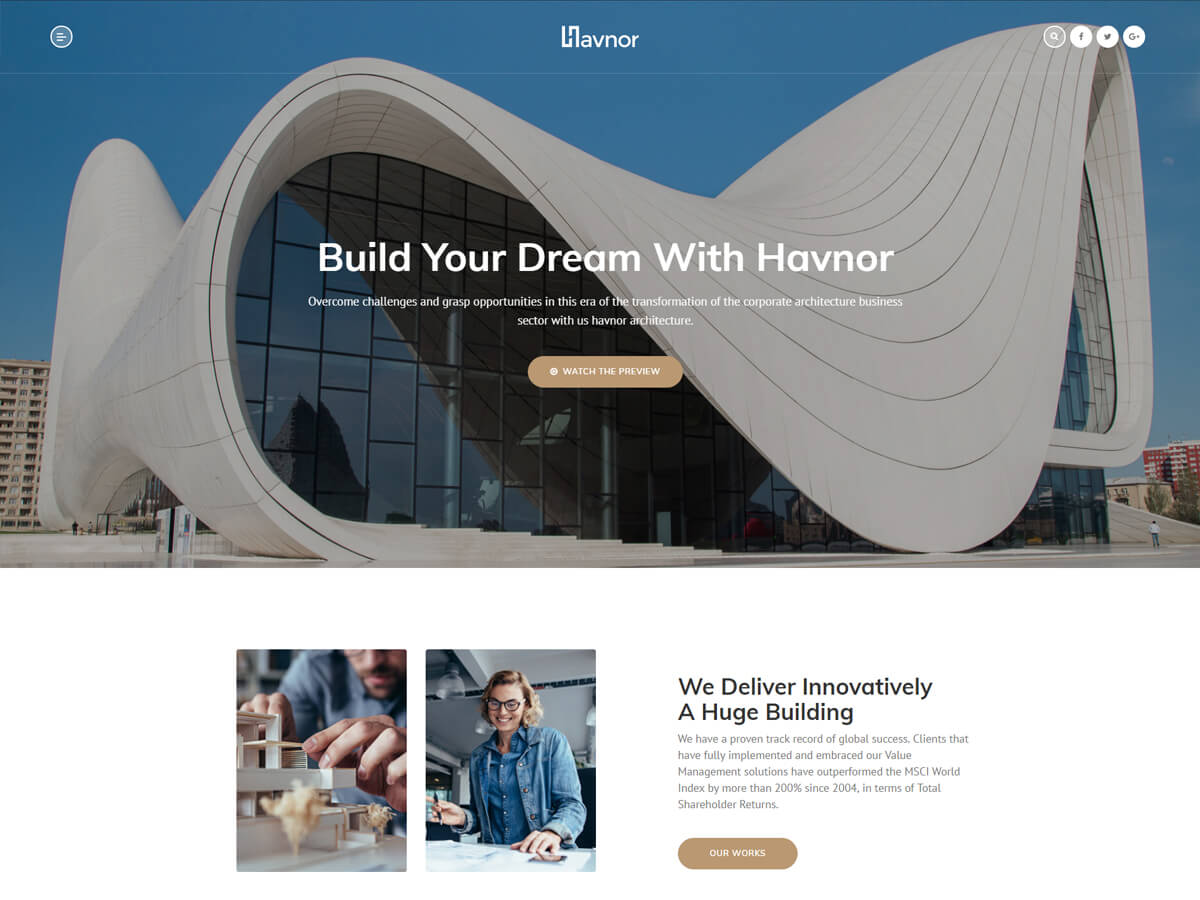 Havnor
G+
Build Your Dream With Havnor
Overcome challenges and grasp opportunities in this era of the transformation of the corporate architecture business
sector with us havnor architecture.
WATCH THE PREVIEW
We Deliver Innovatively
A Huge Building
We have a proven track record of global success. Clients that
have fully implemented and embraced our Value
Management solutions have outperformed the MSCI World
Index by more than 200% since 2004, in terms of Total
Shareholder Returns.
OUR WORKS